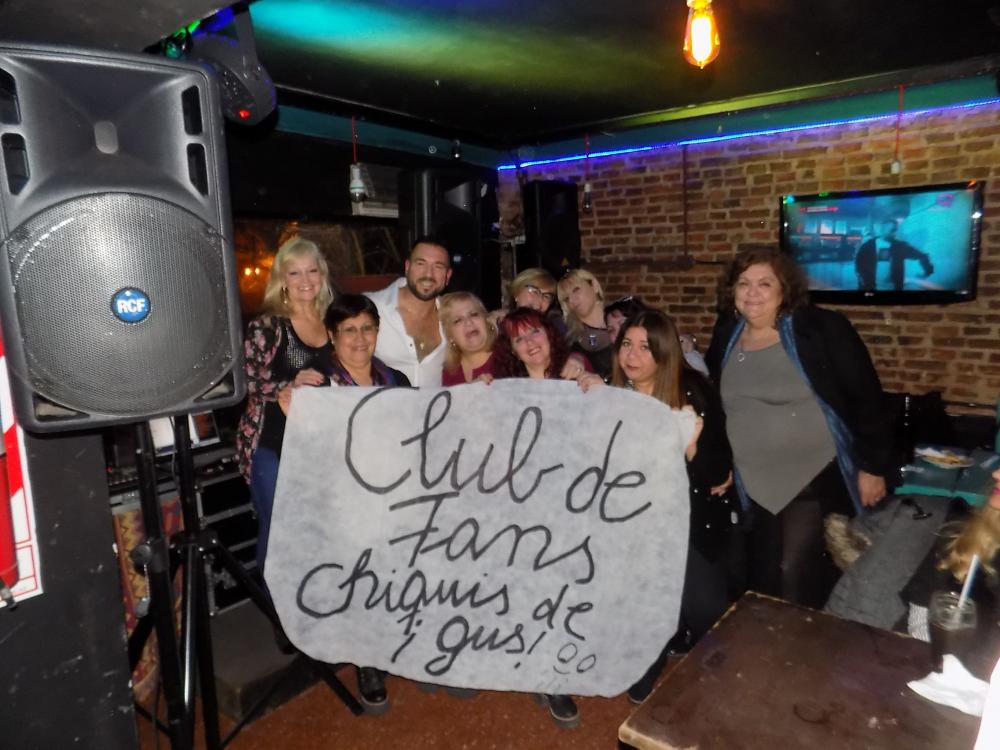 RCF
Club de
Fans
Chiquis de
¡gus!